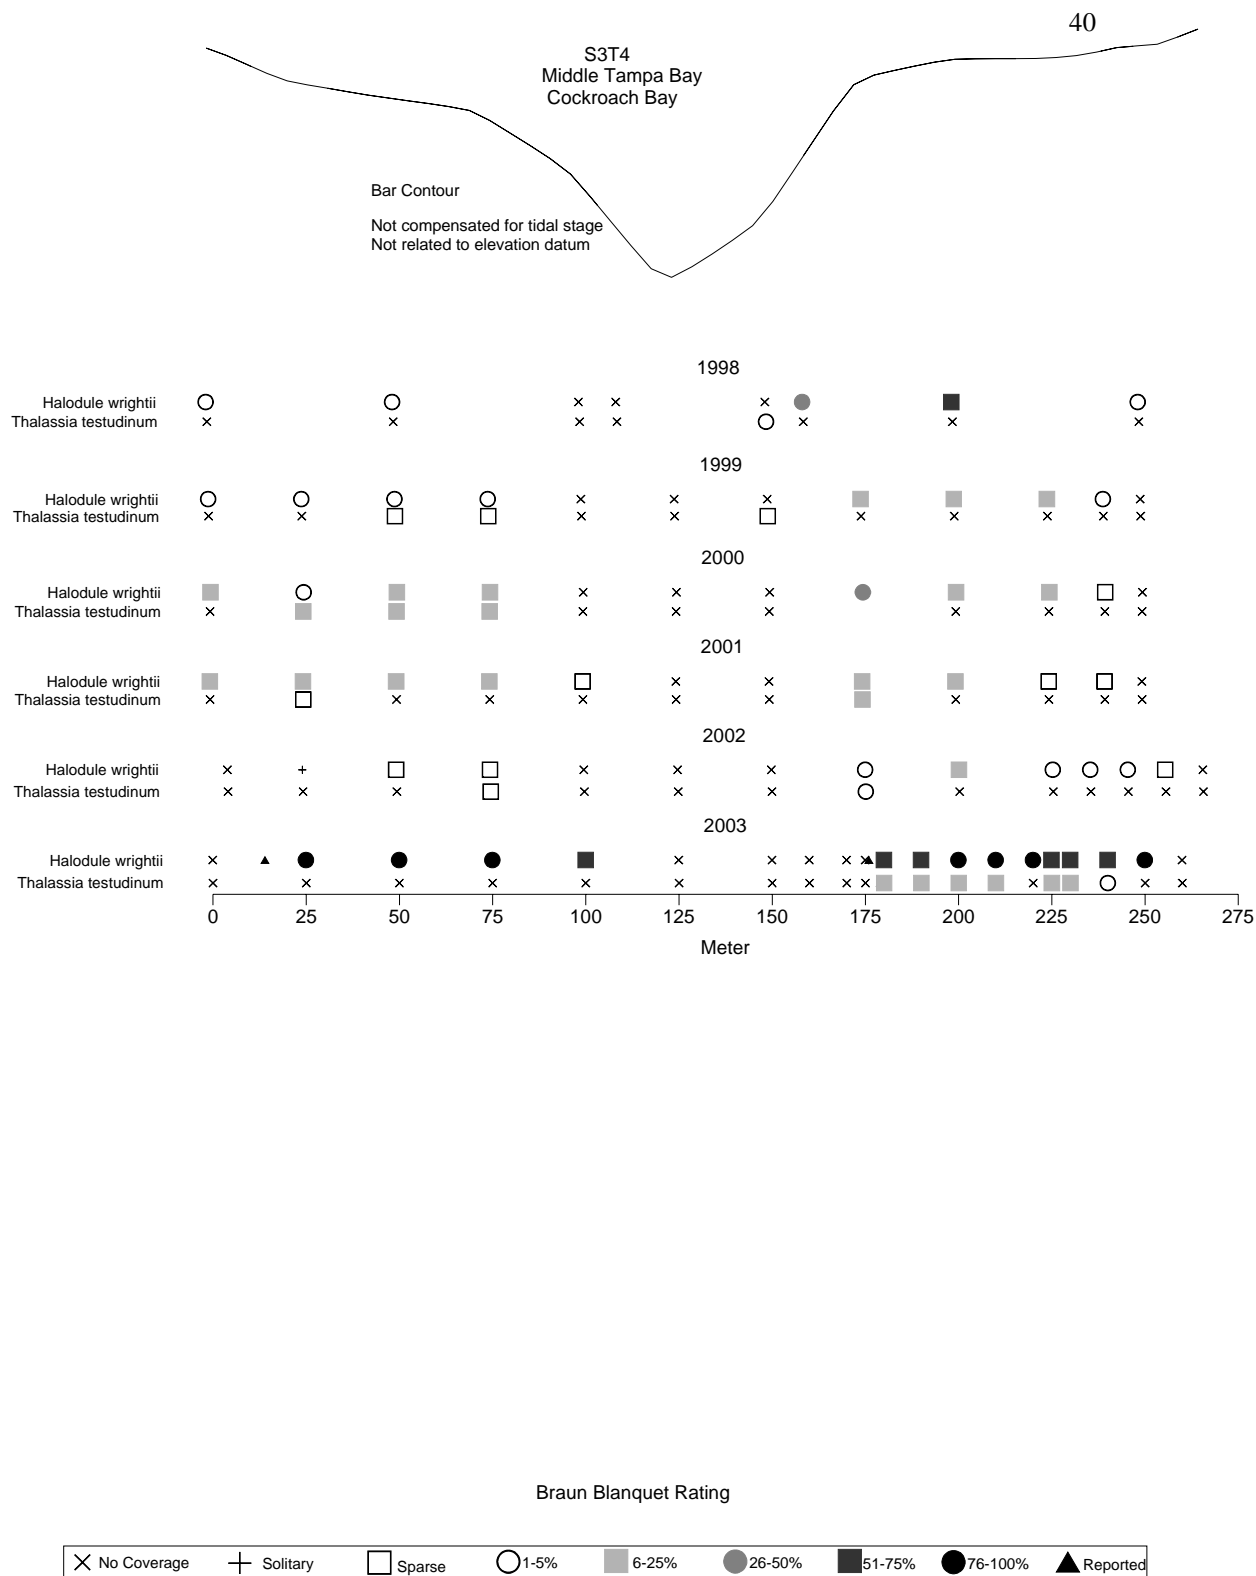 40
S3T4
Middle Tampa Bay
Cockroach Bay
Bar Contour
Not compensated for tidal stage
Not related to elevation datum
1998
Halodule wrightii
Thalassia testudinum
1999
Halodule wrightii
Thalassia testudinum
2000
Halodule wrightii
Thalassia testudinum
2001
Halodule wrightii
Thalassia testudinum
2002
Halodule wrightii
Thalassia testudinum
2003
Halodule wrightii
Thalassia testudinum
0 25 50 75 100 125 150 175 200 225 250 275
Meter
Braun Blanquet Rating
No Coverage Solitary Sparse 1-5% 6-25% 26-50% 51-75% 76-100% Reported